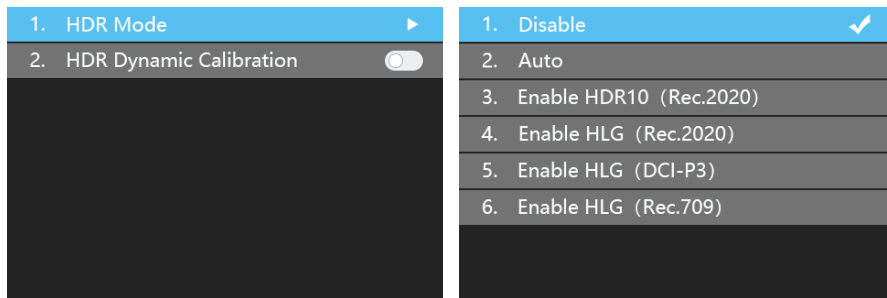 1. HDR Mode
2. HDR Dynamic Calibration
1. Disable
2. Auto
3. Enable HDR10（Rec.2020）
4. Enable HLG（Rec.2020）
5. Enable HLG（DCI-P3）
6. Enable HLG（Rec.709）